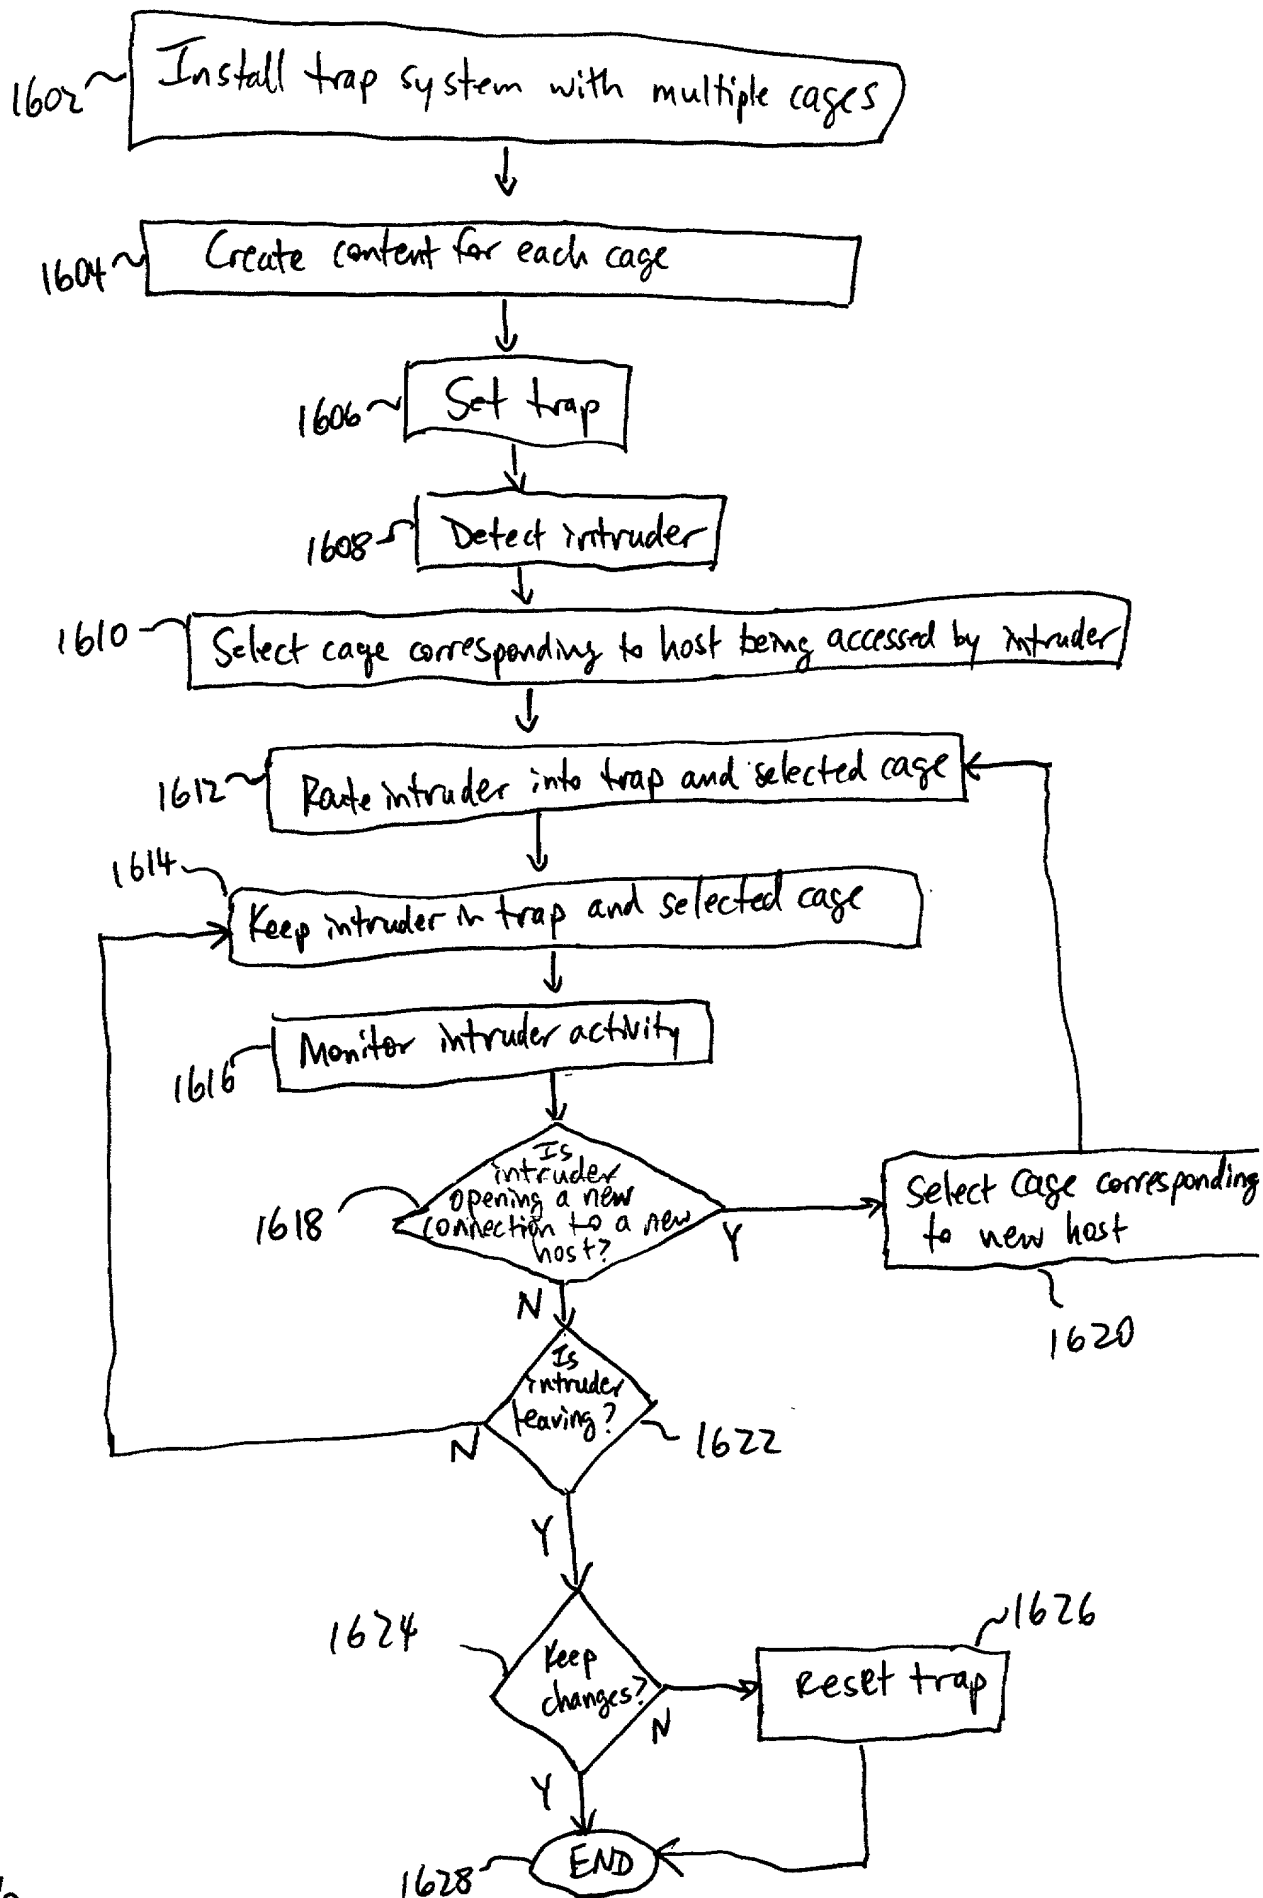 1602 Install trap system with multiple cages
1604 Create content for each cage
1606 Set trap
1608 Detect intruder
1610 Select cage corresponding to host being accessed by intruder
1612 Route intruder into trap and selected cage
1614
Keep intruder in trap and selected cage
1616 Monitor intruder activity
1618
Is
intruder
opening a new
connection to a new
host?
Y
N
Select cage corresponding
to new host
1620
Is
intruder
leaving?
1622
N
Y
1624
Keep
changes?
N
Y
1626
Reset trap
END
1628